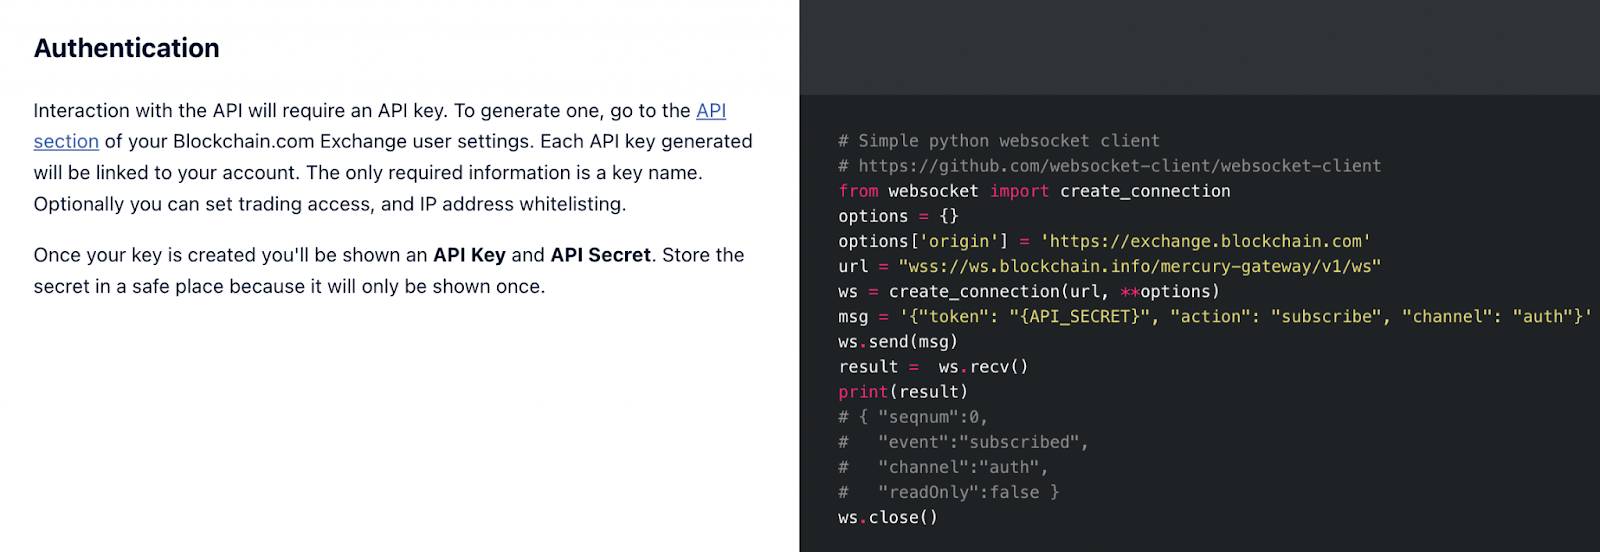 Authentication
Interaction with the API will require an API key. To generate one, go to the API
section of your Blockchain.com Exchange user settings. Each API key generated
will be linked to your account. The only required information is a key name.
Optionally you can set trading access, and IP address whitelisting.
Once your key is created you'll be shown an API Key and API Secret. Store the
secret in a safe place because it will only be shown once.
# Simple python websocket client
# https://github.com/websocket-client/websocket-client
from websocket import create_connection
options = {}
options['origin'] = 'https://exchange.blockchain.com'
url = "wss://ws.blockchain.info/mercury-gateway/v1/ws"
ws = create_connection(url, **options)
msg = '{"token": "{API_SECRET}", "action": "subscribe", "channel": "auth"}'
ws.send(msg)
result =  ws.recv()
print(result)
# { "seqnum":0,
#   "event":"subscribed",
#   "channel":"auth",
#   "readOnly":false }
ws.close()